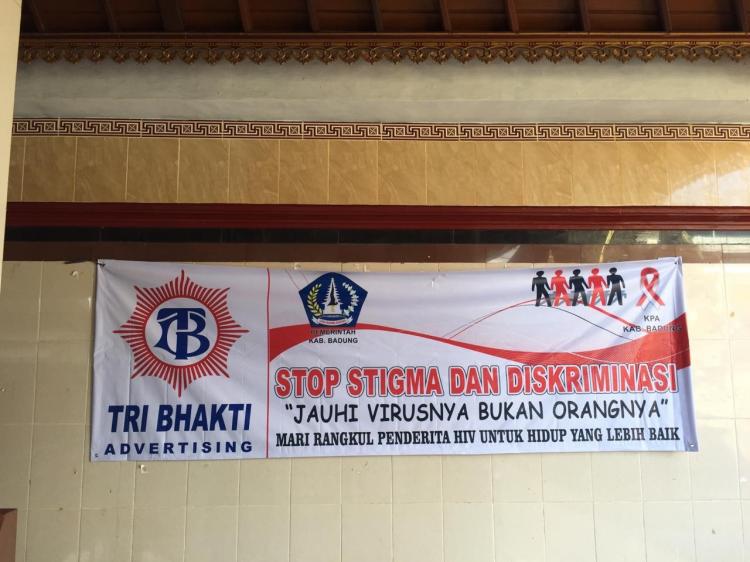 TB
TRI BHAKTI
ADVERTISING
PEMERINTAH
KAB. BADUNG
KPA
KAB. BADUNG
STOP STIGMA DAN DISKRIMINASI
“JAUHI VIRUSNYA BUKAN ORANGNYA”
MARI RANGKUL PENDERITA HIV UNTUK HIDUP YANG LEBIH BAIK